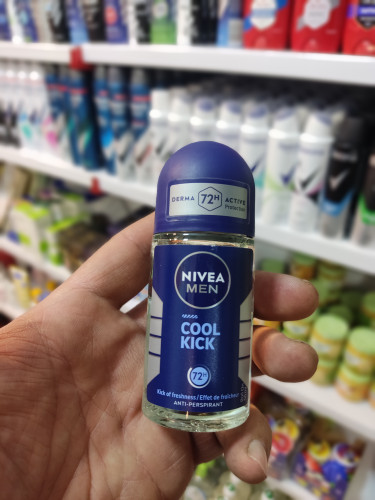 DERMA 72H ACTIVE
Protection
NIVEA
MEN
COOL
KICK
72H
Kick of freshness / Effet de fraîcheur
ANTI-PERSPIRANT